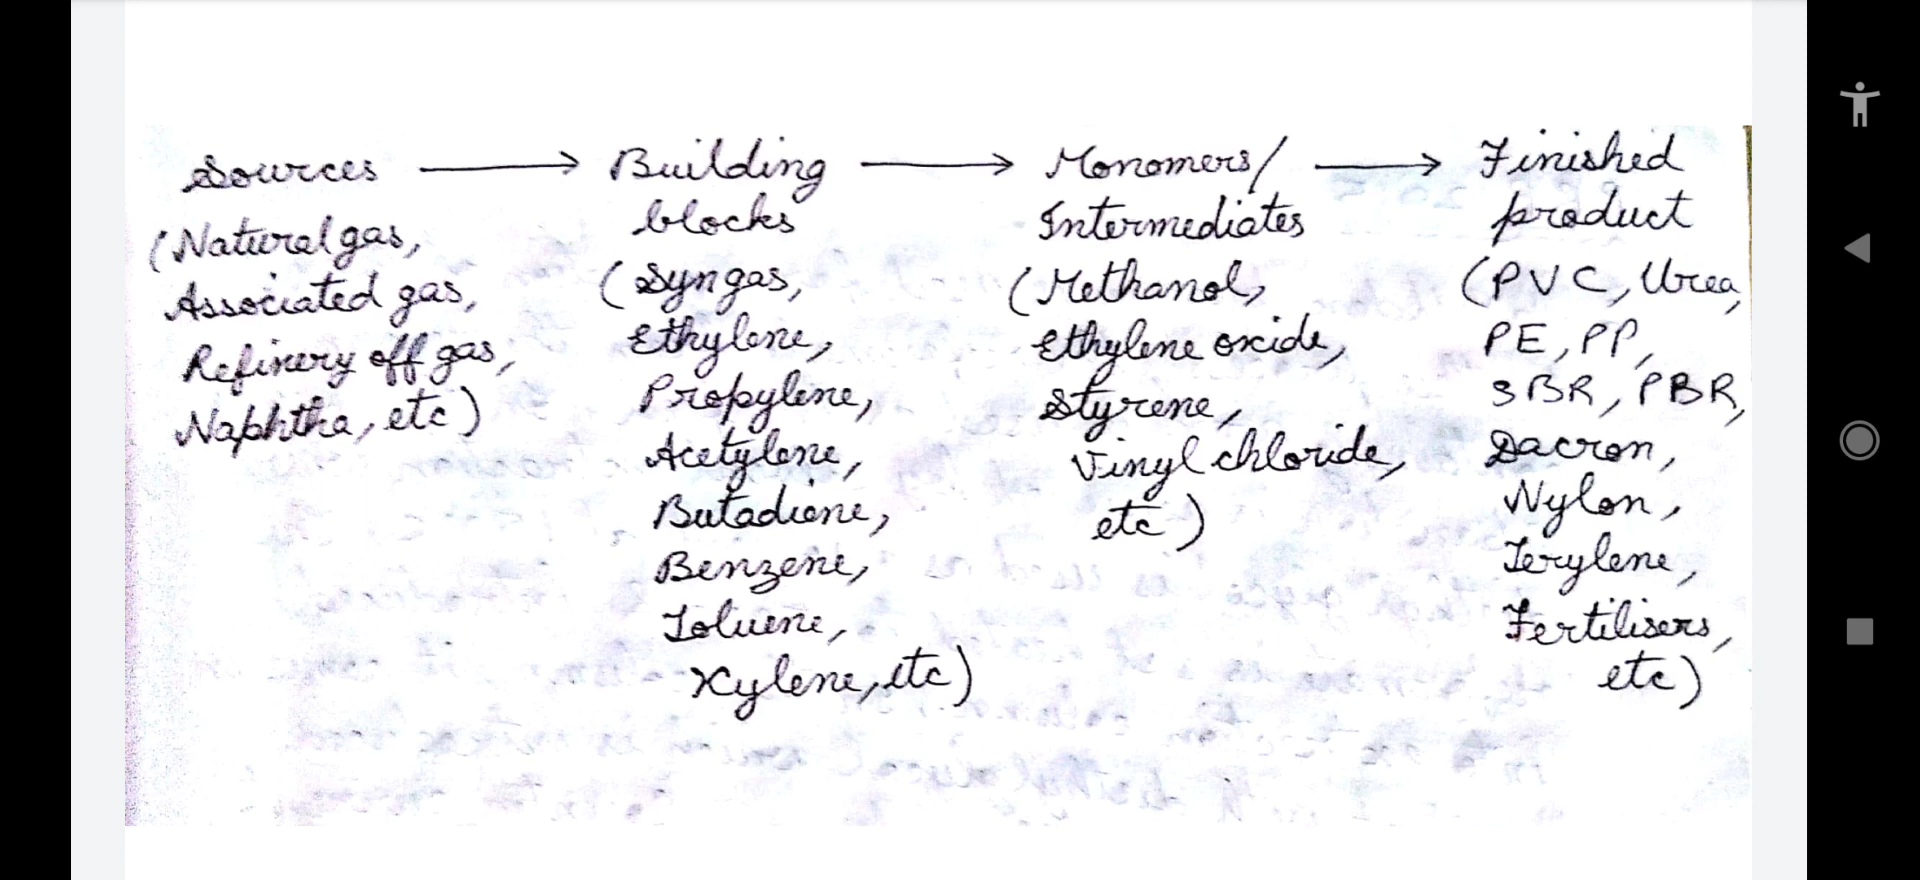 Sources → Building blocks → Monomers/ Intermediates → Finished product
(Natural gas,
Associated gas,
Refinery off gas,
Naphtha, etc)
(Syngas,
Ethylene,
Propylene,
Acetylene,
Butadiene,
Benzene,
Toluene,
Xylene, etc)
(Methanol,
Ethylene oxide,
Styrene,
Vinyl chloride,
etc)
(PVC, Urea,
PE, PP,
SBR, PBR,
Dacron,
Nylon,
Terylene,
Fertilisers,
etc)